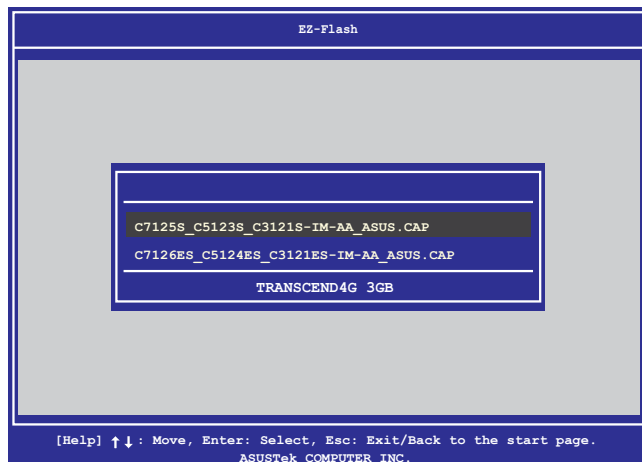 EZ-Flash
C7125S_C5123S_C3121S-IM-AA_ASUS.CAP
C7126ES_C5124ES_C3121ES-IM-AA_ASUS.CAP
TRANSCEND4G 3GB
[Help] ↑↓: Move, Enter: Select, Esc: Exit/Back to the start page.
ASUSTek COMPUTER INC.